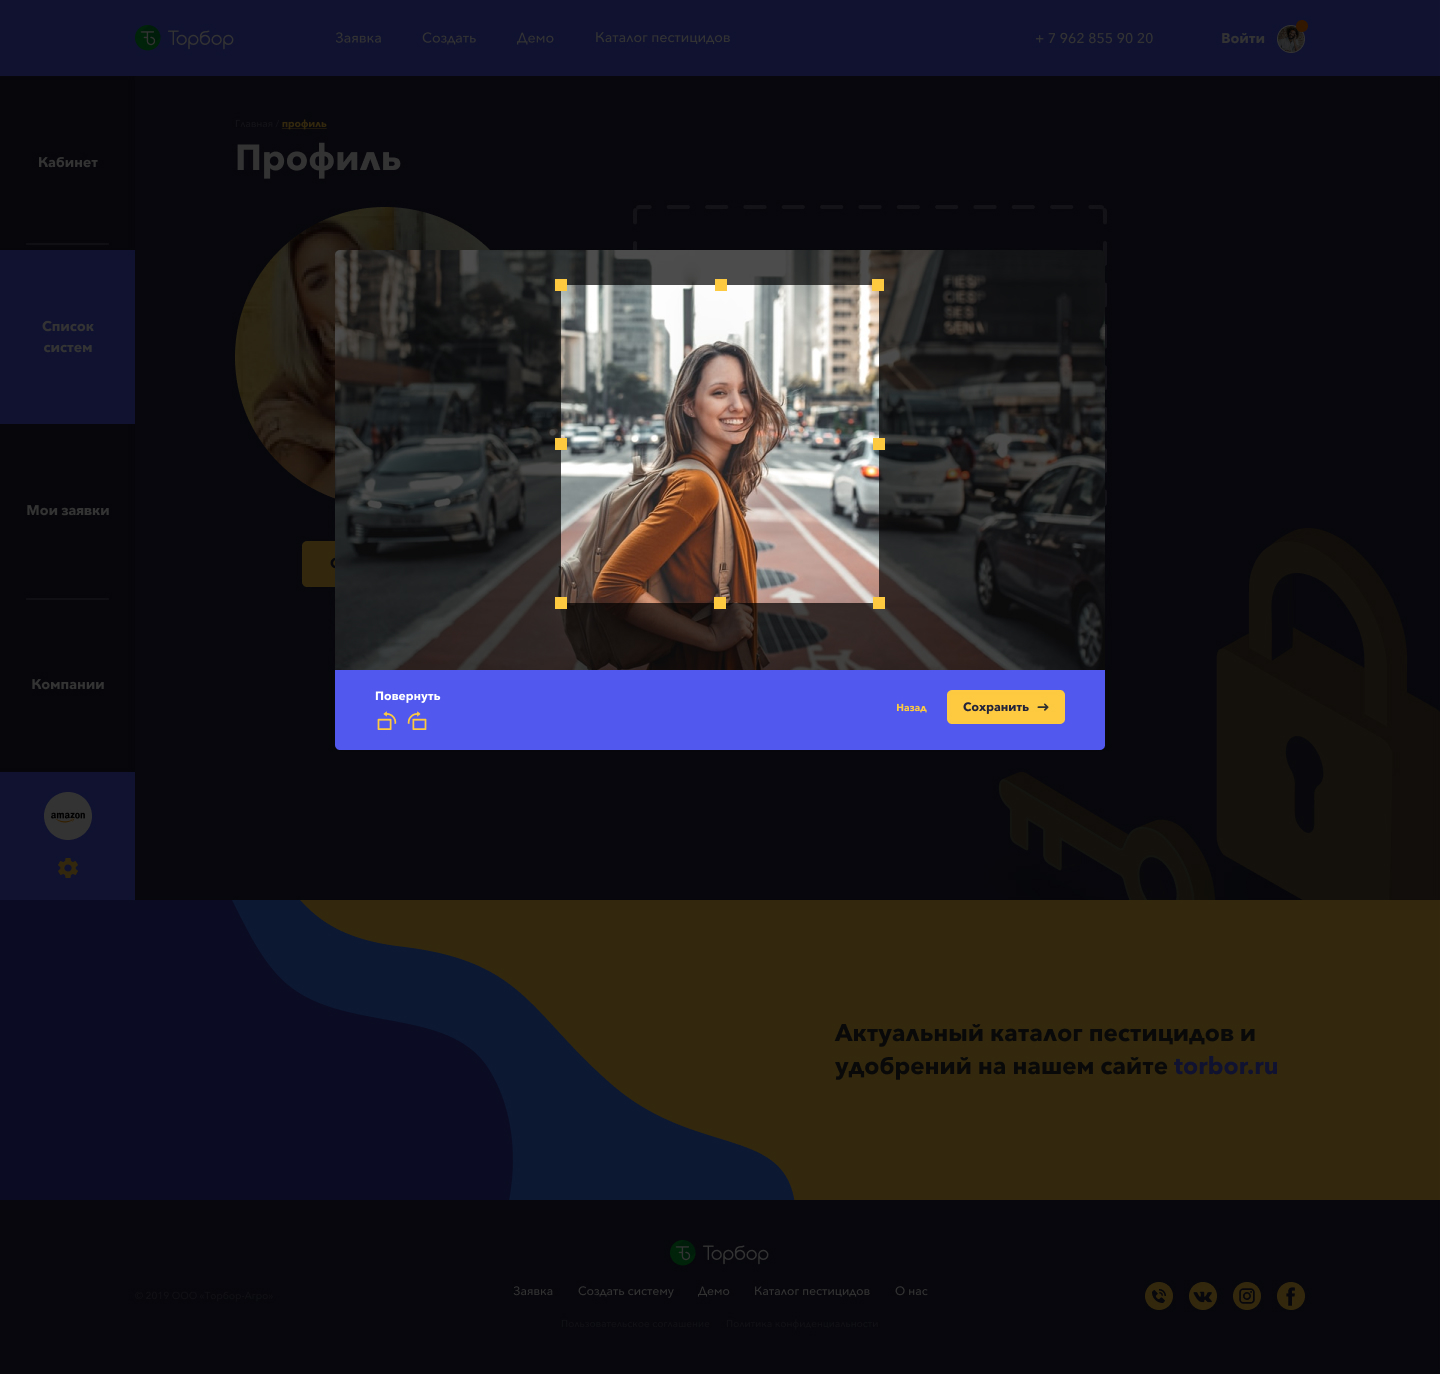 Торбор
Заявка
Создать
Демо
Каталог пестицидов
+ 7 962 855 90 20
Войти
Главная / профиль
Профиль
Кабинет
Список
систем
Мои заявки
Компании
amazon
Повернуть
Назад
Сохранить →
Актуальный каталог пестицидов и
удобрений на нашем сайте torbor.ru
Торбор
Заявка
Создать систему
Демо
Каталог пестицидов
О нас
© 2019 ООО «Торбор-Агро»
Пользовательское соглашение
Политика конфиденциальности